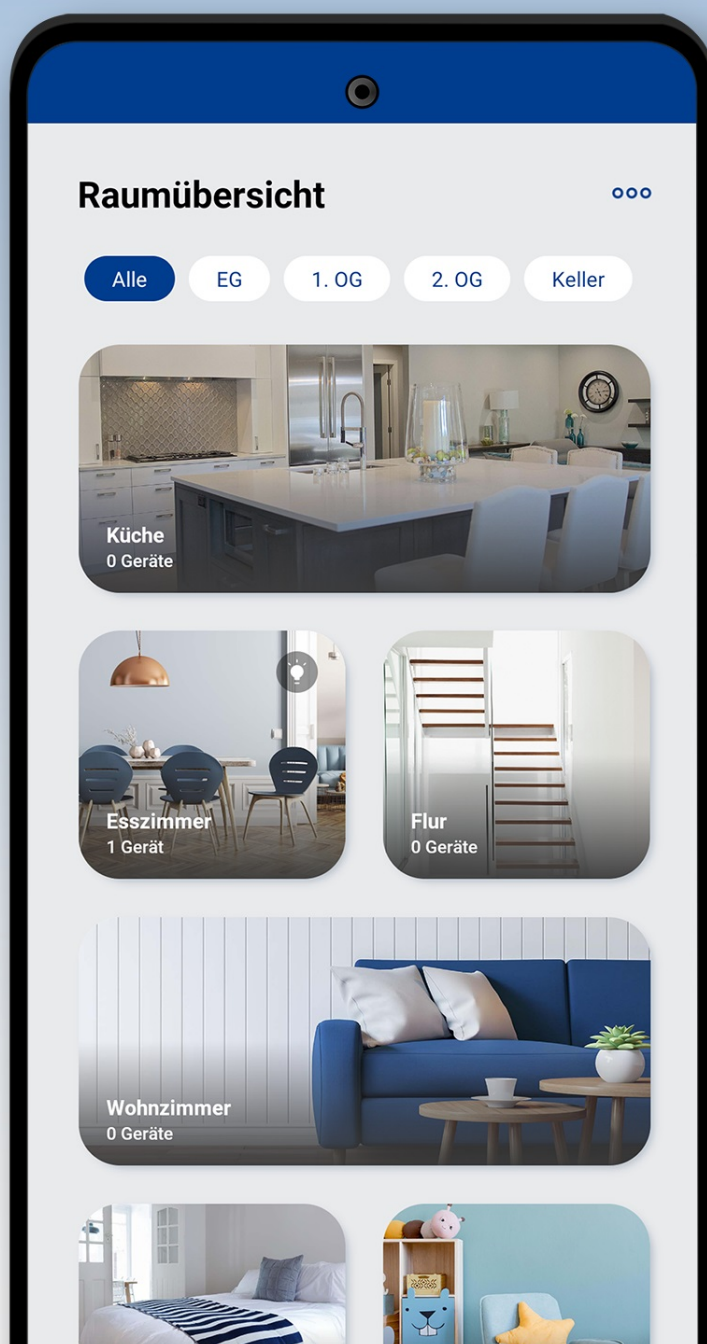 Raumübersicht
Alle
EG
1. OG
2. OG
Keller
Küche
0 Geräte
Esszimmer
1 Gerät
Flur
0 Geräte
Wohnzimmer
0 Geräte